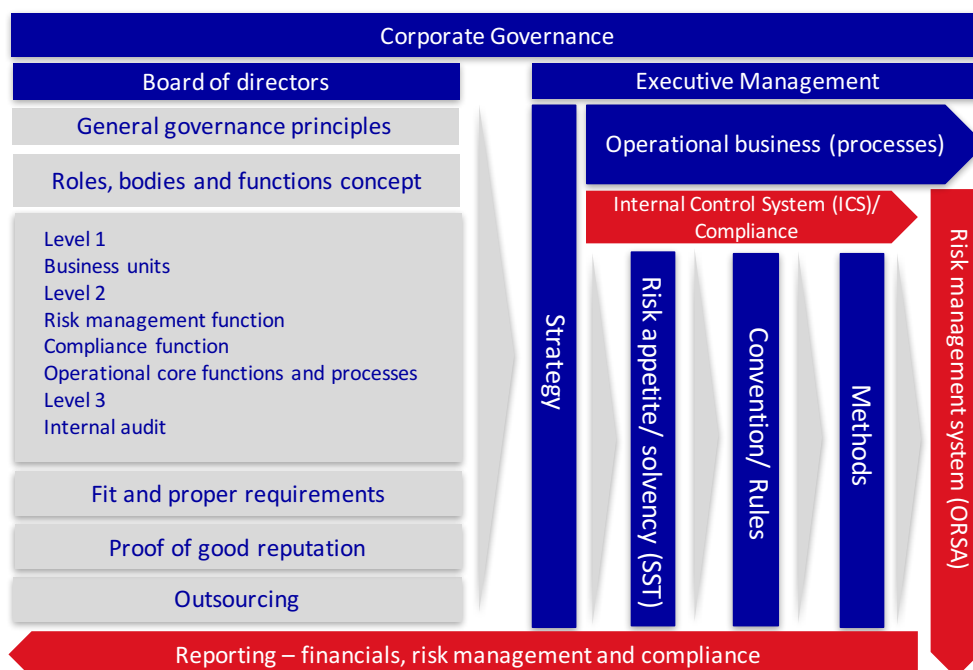 Corporate Governance
Board of directors
General governance principles
Roles, bodies and functions concept
Level 1
Business units
Level 2
Risk management function
Compliance function
Operational core functions and processes
Level 3
Internal audit
Fit and proper requirements
Proof of good reputation
Outsourcing
Executive Management
Strategy
Operational business (processes)
Internal Control System (ICS)/
Compliance
Risk appetite/ solvency (SST)
Convention/ Rules
Methods
Risk management system (ORSA)
Reporting – financials, risk management and compliance